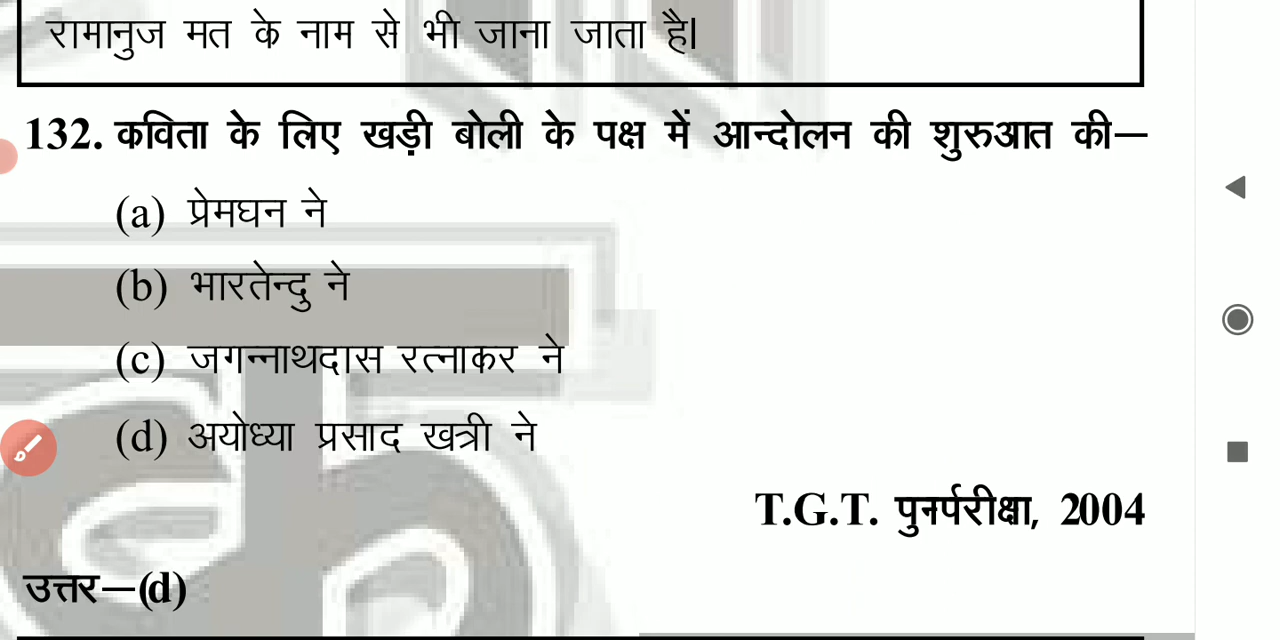 रामानुज मत के नाम से भी जाना जाता है।
132. कविता के लिए खड़ी बोली के पक्ष में आन्दोलन की शुरुआत की—
(a) प्रेमघन ने
(b) भारतेन्दु ने
(c) जगन्नाथदास रत्नाकर ने
(d) अयोध्या प्रसाद खत्री ने
T.G.T. पुनर्परीक्षा, 2004
उत्तर—(d)